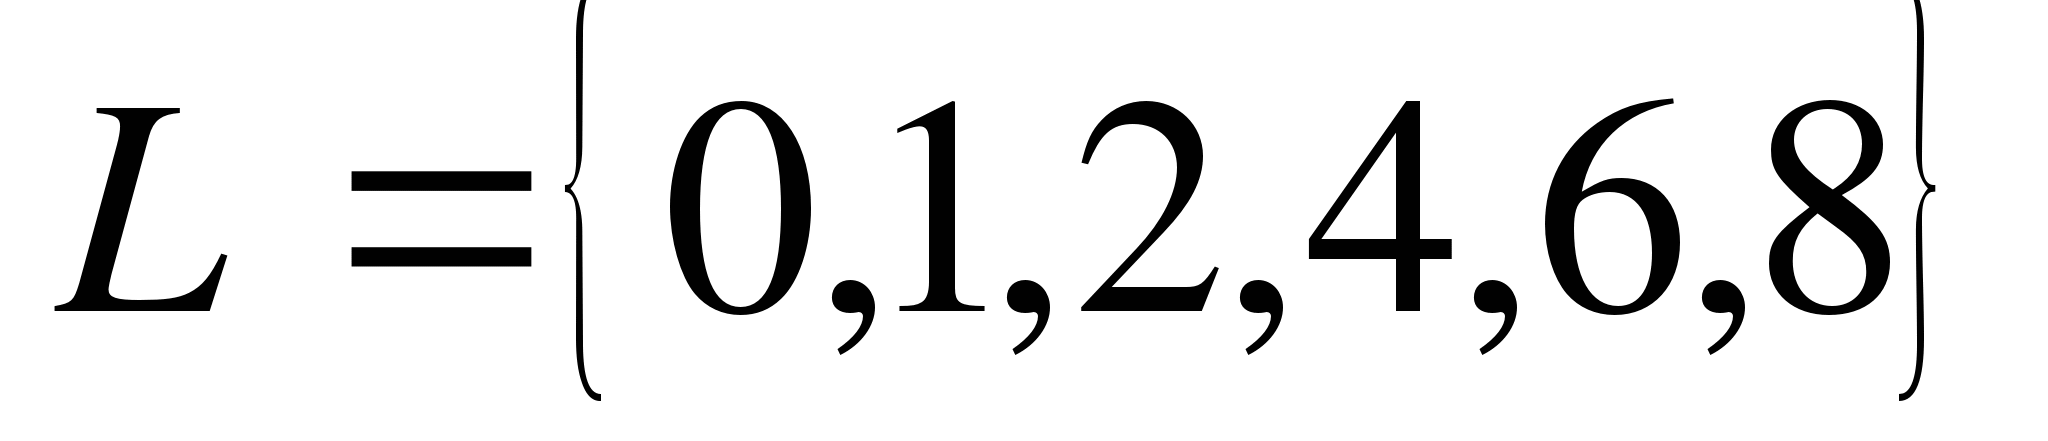 L = {0,1,2,4,6,8}